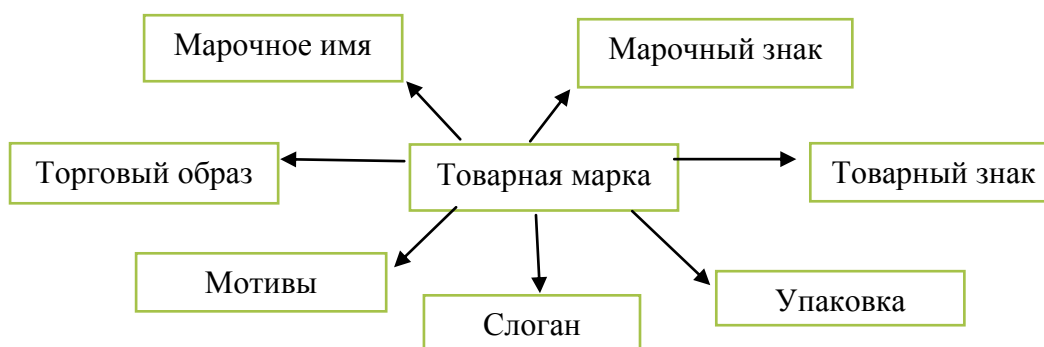 Марочное имя
Марочный знак
Торговый образ
Товарная марка
Товарный знак
Мотивы
Слоган
Упаковка